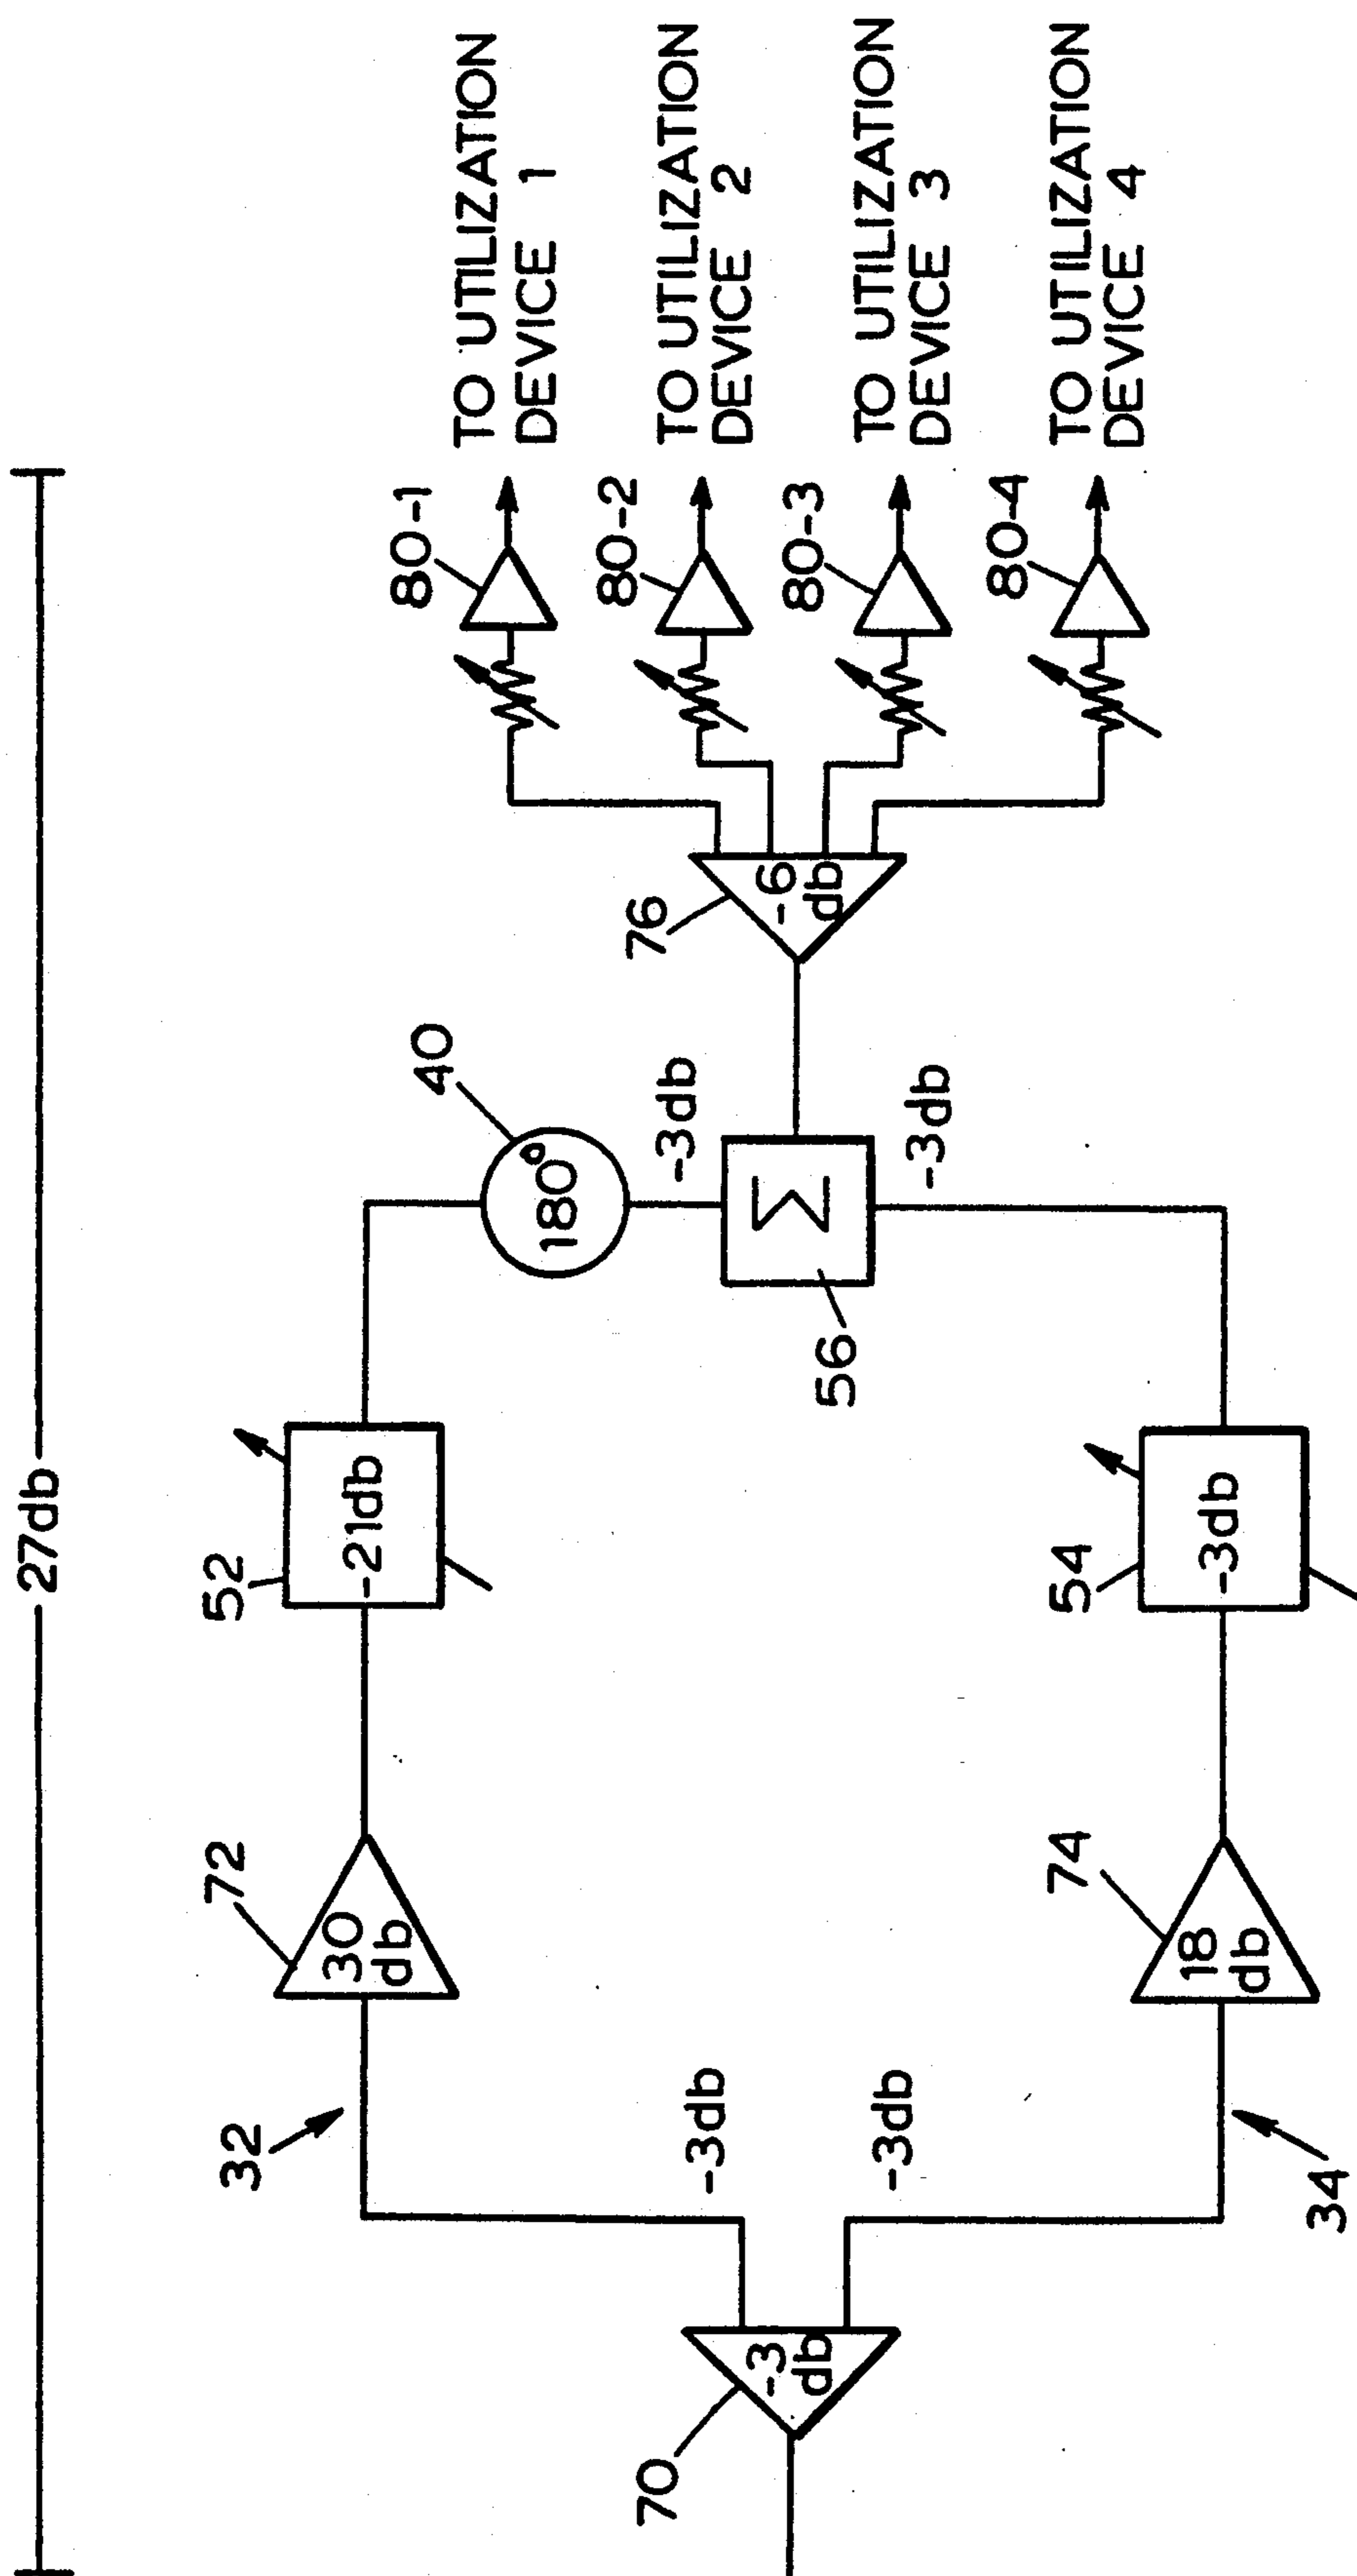 27db
32
72
30
db
52
-21db
40
180°
-3db
-3db
70
-3
db
-3db
-3db
Σ
56
76
-6
db
34
74
18
db
54
-3db
80-1
TO UTILIZATION
DEVICE 1
80-2
TO UTILIZATION
DEVICE 2
80-3
TO UTILIZATION
DEVICE 3
80-4
TO UTILIZATION
DEVICE 4